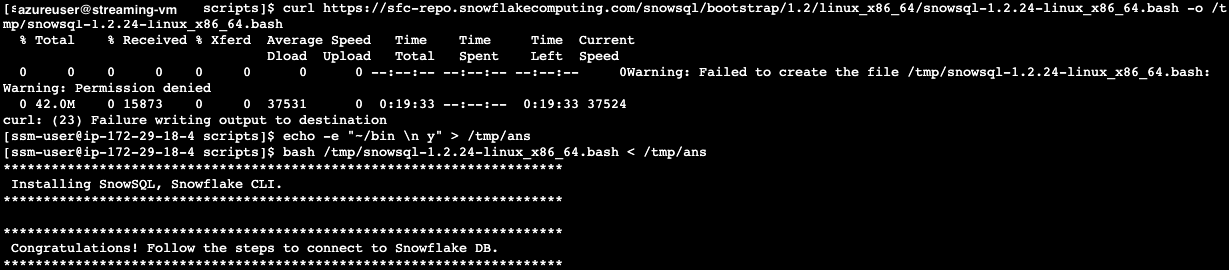 [sazureuser@streaming-vm scripts]$ curl https://sfc-repo.snowflakecomputing.com/snowsql/bootstrap/1.2/linux_x86_64/snowsql-1.2.24-linux_x86_64.bash -o /t
mp/snowsql-1.2.24-linux_x86_64.bash
  % Total    % Received % Xferd  Average Speed   Time    Time     Time  Current
                                 Dload  Upload   Total   Spent    Left  Speed
  0     0    0     0    0     0      0      0 --:--:-- --:--:-- --:--:--     0Warning: Failed to create the file /tmp/snowsql-1.2.24-linux_x86_64.bash:
Warning: Permission denied
  0 42.0M    0 15873    0     0  37531      0  0:19:33 --:--:--  0:19:33 37524
curl: (23) Failure writing output to destination
[ssm-user@ip-172-29-18-4 scripts]$ echo -e "~/bin \n y" > /tmp/ans
[ssm-user@ip-172-29-18-4 scripts]$ bash /tmp/snowsql-1.2.24-linux_x86_64.bash < /tmp/ans
**********************************************************************
 Installing SnowSQL, Snowflake CLI.
**********************************************************************

**********************************************************************
 Congratulations! Follow the steps to connect to Snowflake DB.
**********************************************************************